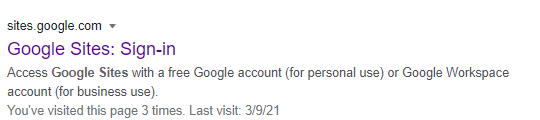 sites.google.com
Google Sites: Sign-in
Access Google Sites with a free Google account (for personal use) or Google Workspace
account (for business use).
You've visited this page 3 times. Last visit: 3/9/21